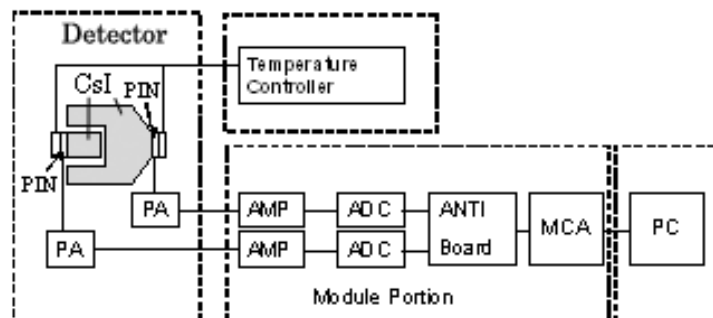 Detector
Temperature
Controller
CsI
PIN
PIN
PA
AMP
ADC
ANTI
Board
MCA
PC
PA
AMP
ADC
Module Portion